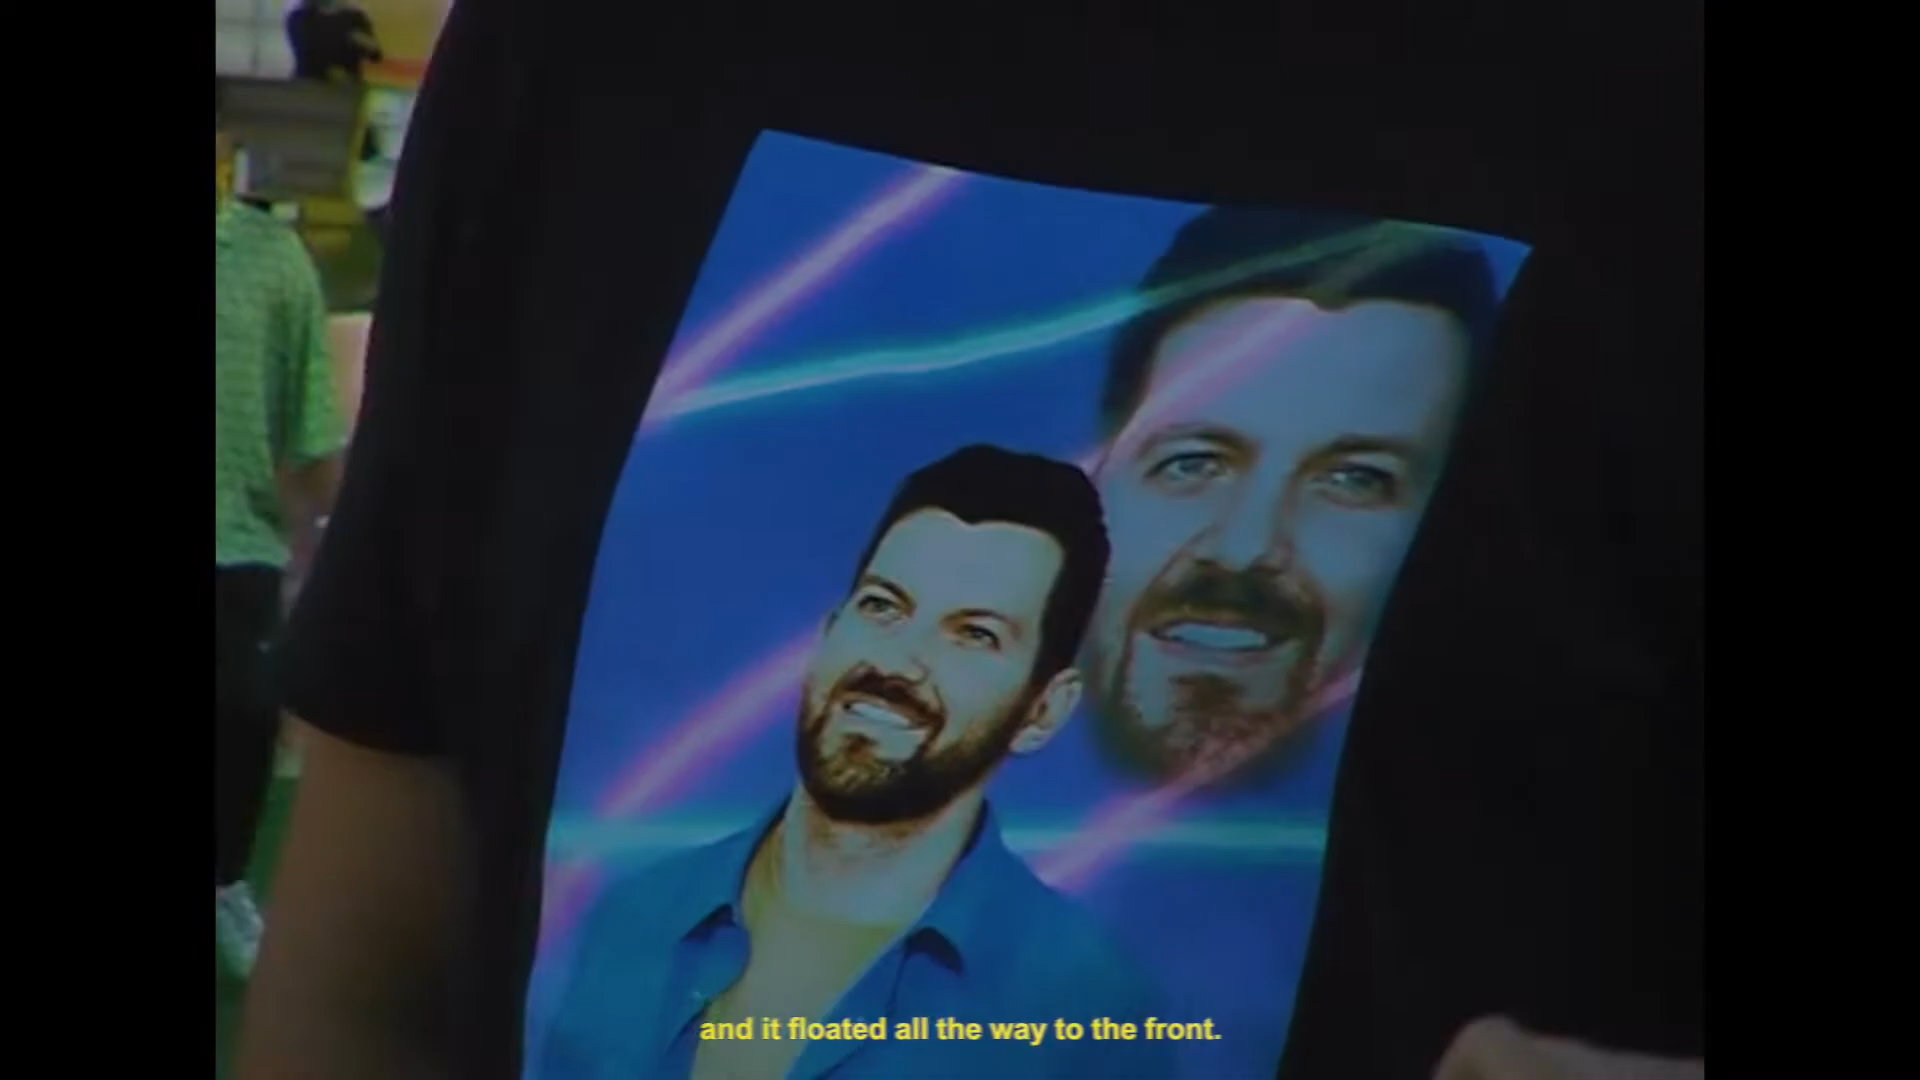 and it floated all the way to the front.